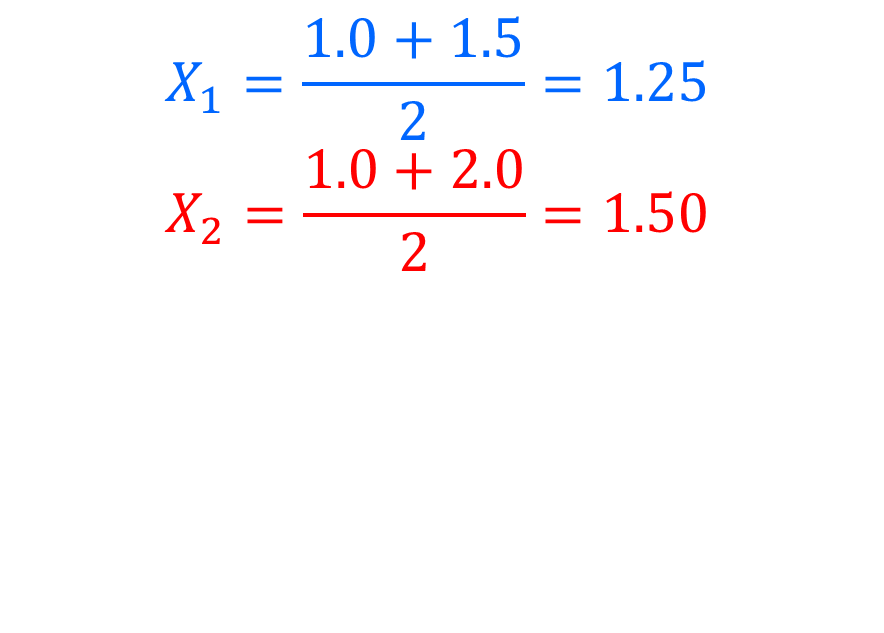 X₁ = (1.0 + 1.5)/2 = 1.25
X₂ = (1.0 + 2.0)/2 = 1.50